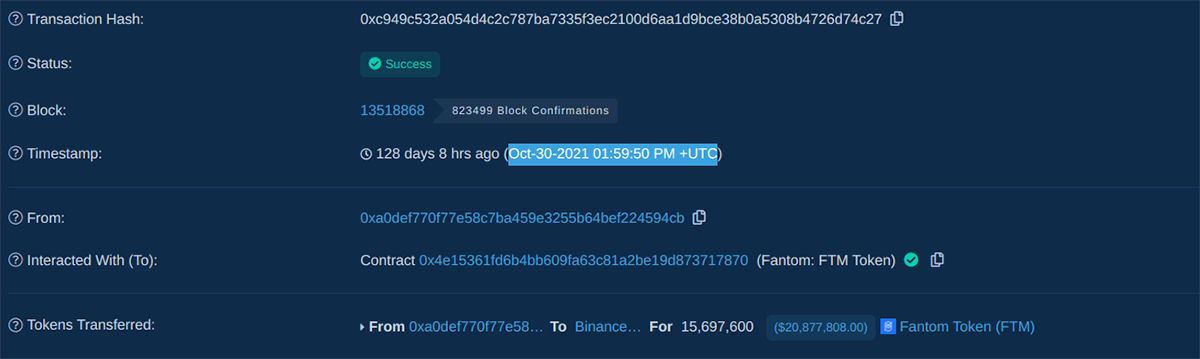 Transaction Hash: 0xc949c532a054d4c2c787ba7335f3ec2100d6aa1d9bce38b0a5308b4726d74c27
Status: Success
Block: 13518868 823499 Block Confirmations
Timestamp: 128 days 8 hrs ago (Oct-30-2021 01:59:50 PM +UTC)
From: 0xa0def770f77e58c7ba459e3255b64bef224594cb
Interacted With (To): Contract 0x4e15361fd6b4bb609fa63c81a2be19d873717870 (Fantom: FTM Token)
Tokens Transferred: From 0xa0def770f77e58... To Binance... For 15,697,600 ($20,877,808.00) Fantom Token (FTM)